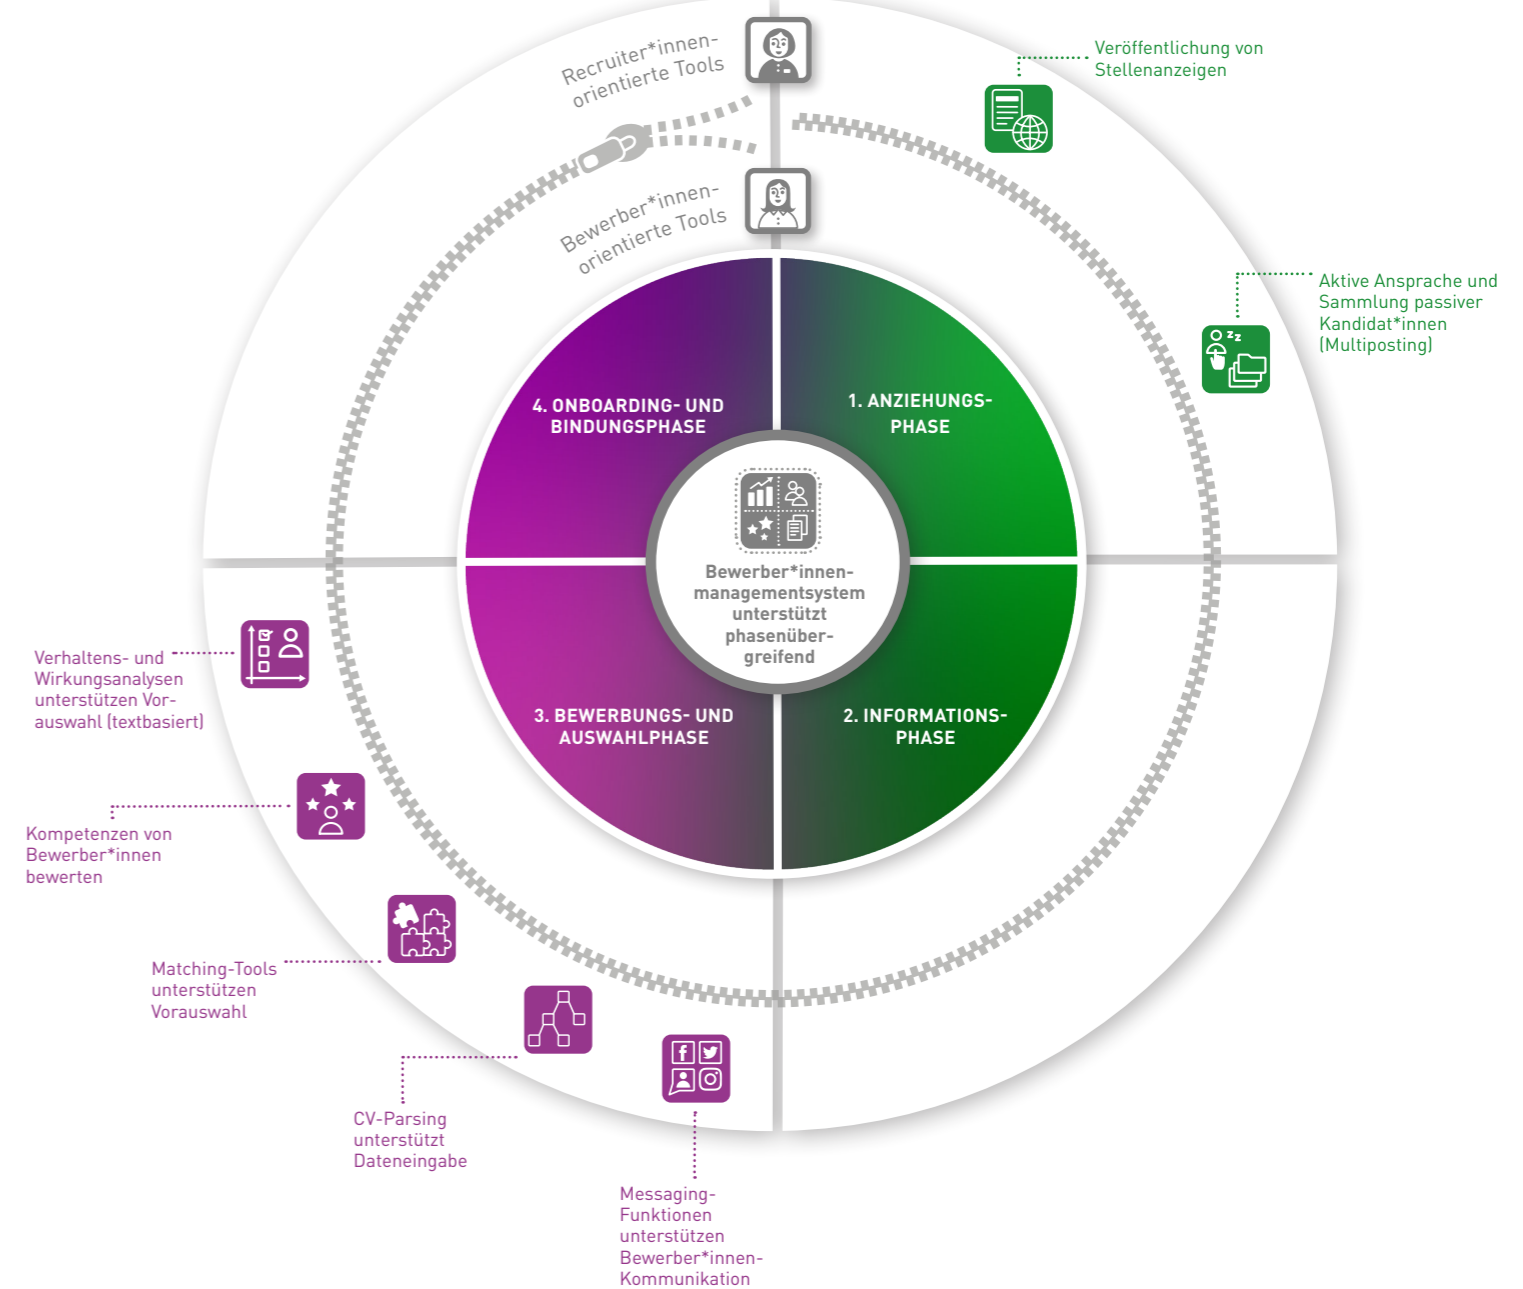 Recruiter*innen-
orientierte Tools
Bewerber*innen-
orientierte Tools
Veröffentlichung von
Stellenanzeigen
Aktive Ansprache und
Sammlung passiver
Kandidat*innen
(Multiposting)
zz
4. ONBOARDING- UND
BINDUNGSPHASE
1. ANZIEHUNGS-
PHASE
Bewerber*innen-
managementsystem
unterstützt
phasenüber-
greifend
3. BEWERBUNGS- UND
AUSWAHLPHASE
2. INFORMATIONS-
PHASE
Verhaltens- und
Wirkungsanalysen
unterstützen Vor-
auswahl (textbasiert)
Kompetenzen von
Bewerber*innen
bewerten
Matching-Tools
unterstützen
Vorauswahl
CV-Parsing
unterstützt
Dateneingabe
f
Messaging-
Funktionen
unterstützen
Bewerber*innen-
Kommunikation